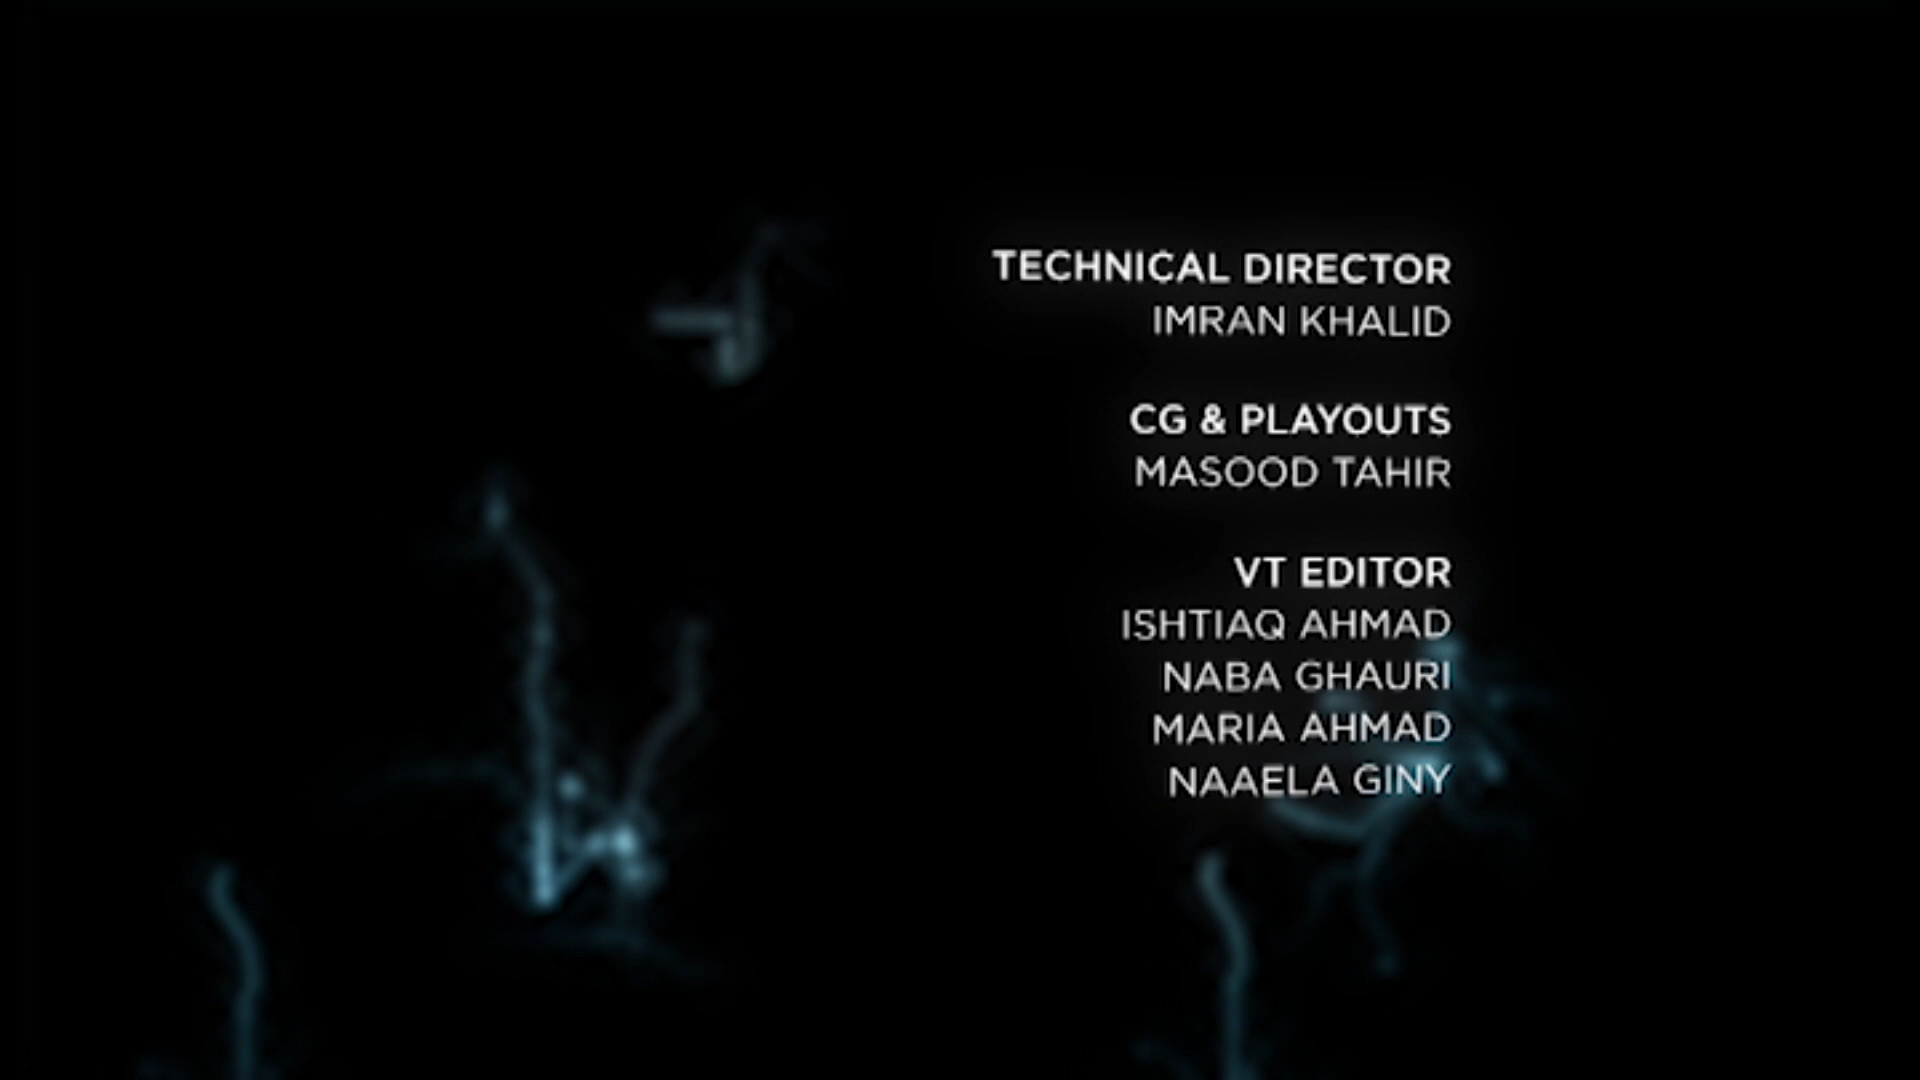 TECHNICAL DIRECTOR
IMRAN KHALID
CG & PLAYOUTS
MASOOD TAHIR
VT EDITOR
ISHTIAQ AHMAD
NABA GHAURI
MARIA AHMAD
NAAELA GINY